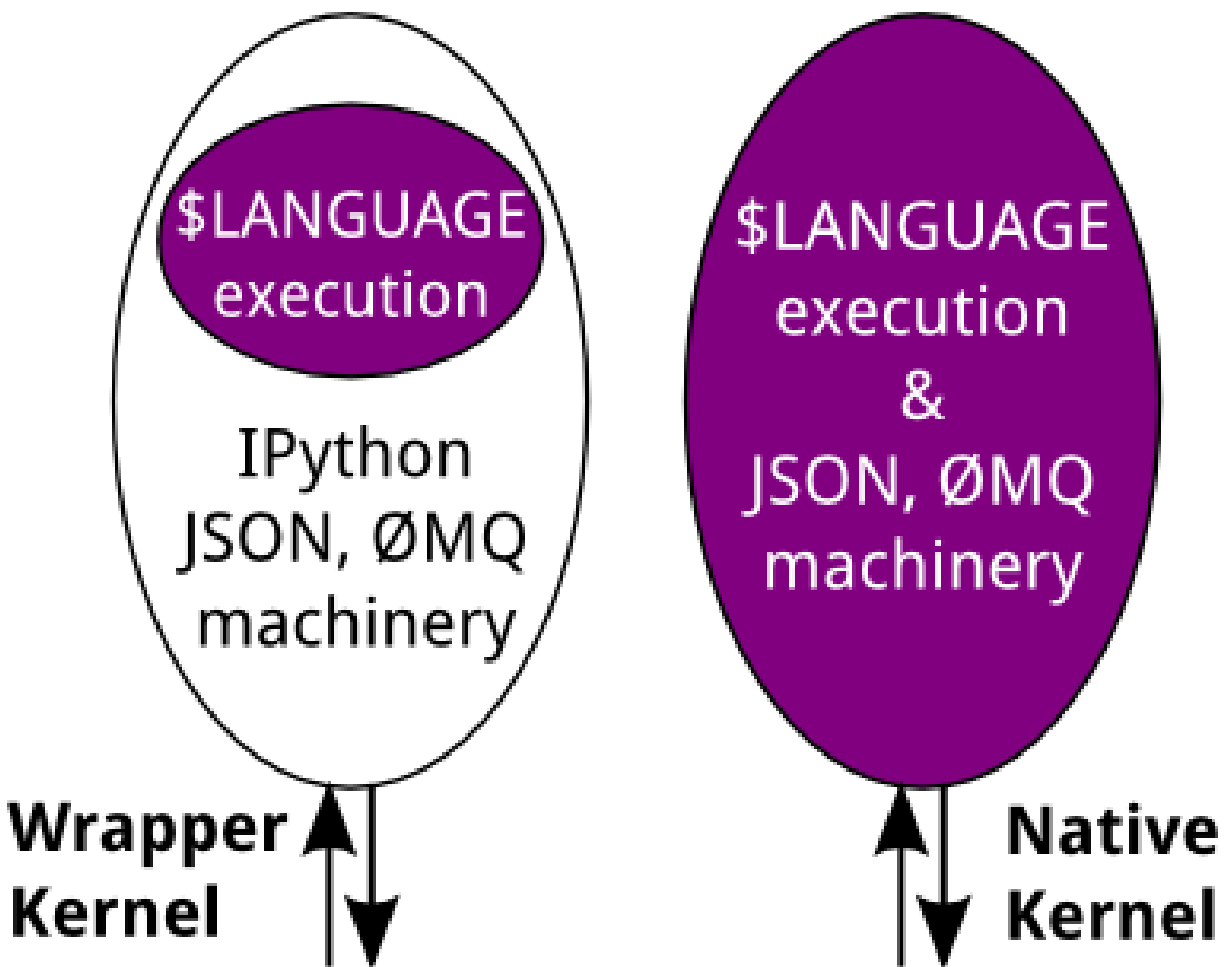 $LANGUAGE
execution
IPython
JSON, ØMQ
machinery
Wrapper
Kernel
$LANGUAGE
execution
&
JSON, ØMQ
machinery
Native
Kernel